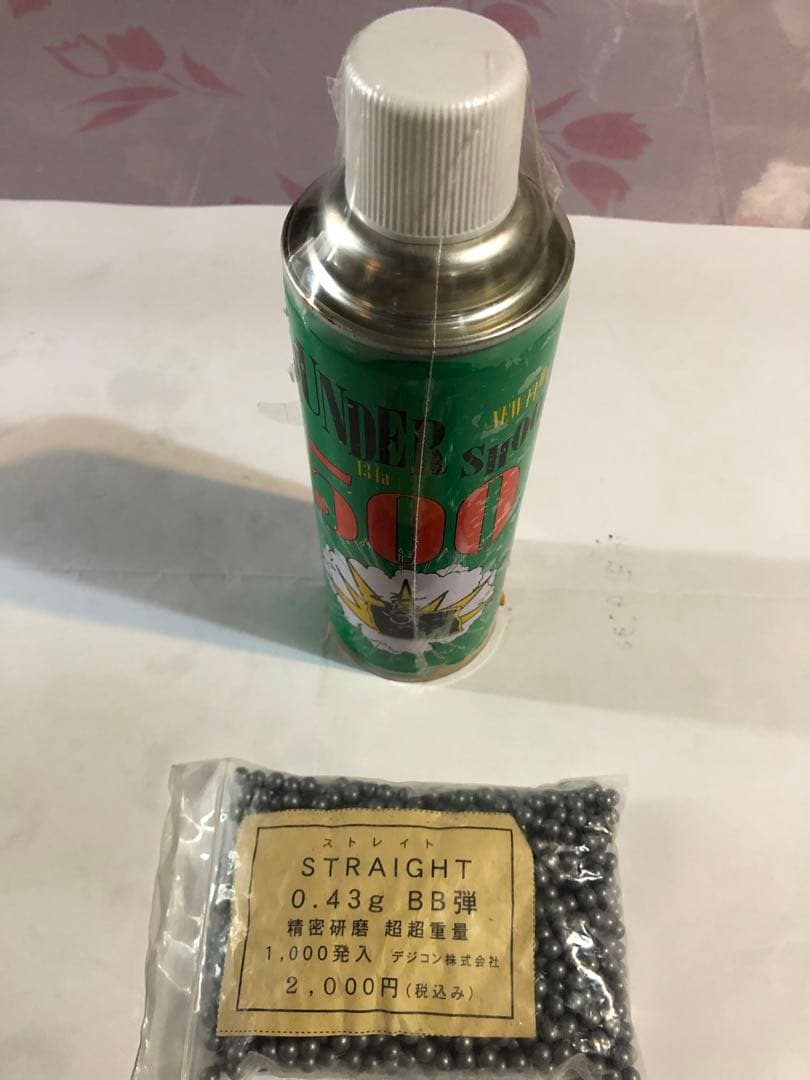 UNDER SHOO
NEW
134a
500
ストレイト
STRAIGHT
0.43g BB弾
精密研磨 超超重量
1,000発入 デジコン株式会社
2,000円(税込み)